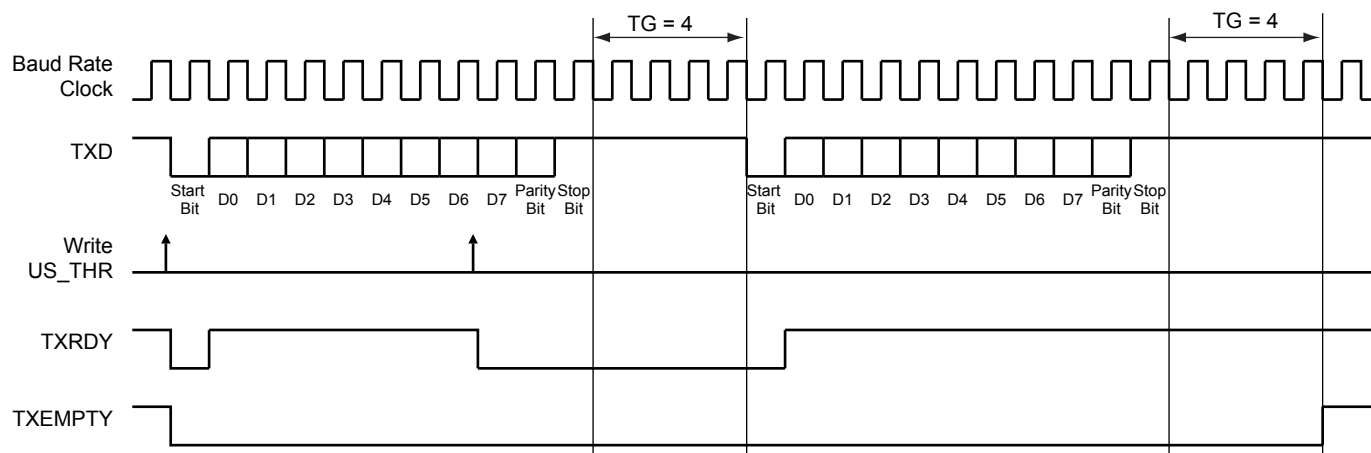 TG = 4
TG = 4
Baud Rate
Clock
TXD
Start
Bit
D0
D1
D2
D3
D4
D5
D6
D7
Parity
Bit
Stop
Bit
Start
Bit
D0
D1
D2
D3
D4
D5
D6
D7
Parity
Bit
Stop
Bit
Write
US_THR
TXRDY
TXEMPTY